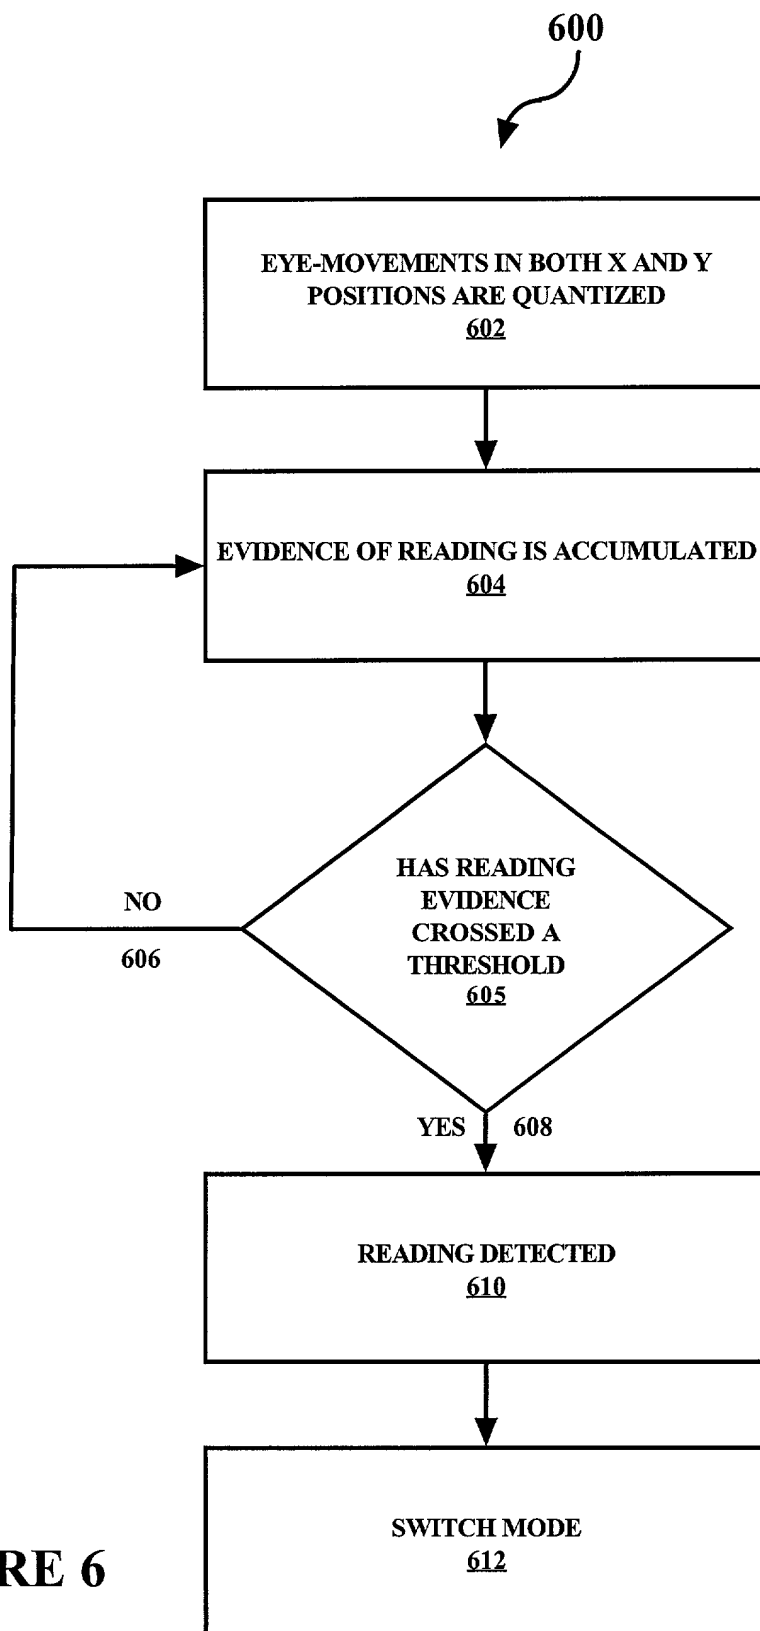 600
EYE-MOVEMENTS IN BOTH X AND Y
POSITIONS ARE QUANTIZED
602
EVIDENCE OF READING IS ACCUMULATED
604
HAS READING
EVIDENCE
CROSSED A
THRESHOLD
605
NO
606
YES 608
READING DETECTED
610
SWITCH MODE
612
RE 6